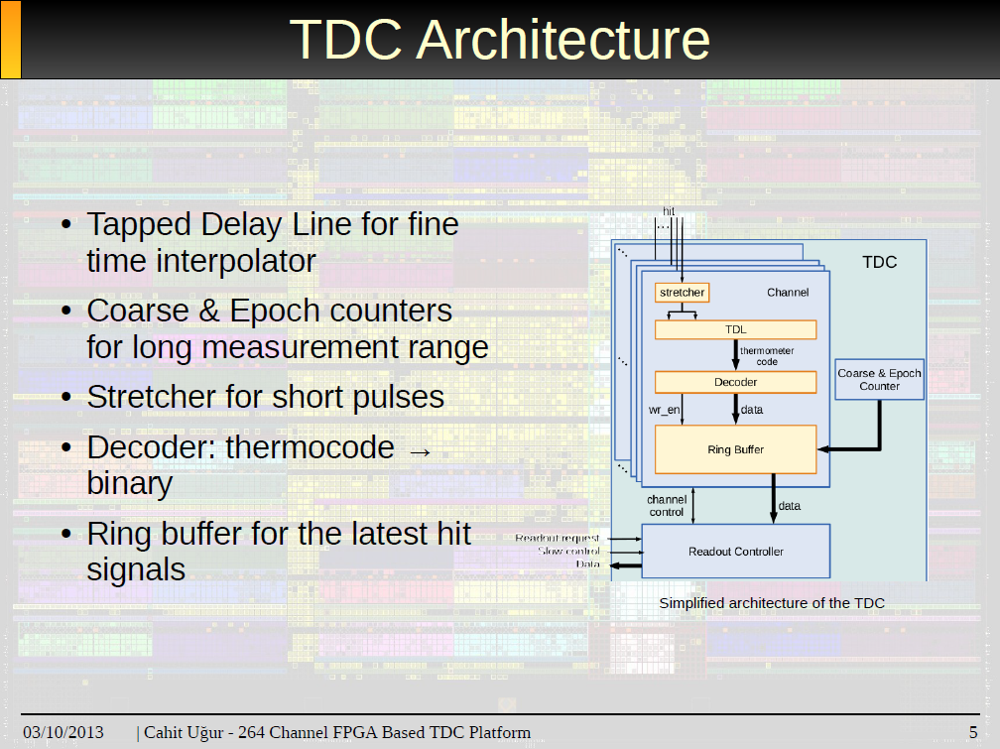 TDC Architecture
• Tapped Delay Line for fine
time interpolator
• Coarse & Epoch counters
for long measurement range
• Stretcher for short pulses
• Decoder: thermocode →
binary
• Ring buffer for the latest hit
signals
hit
...
TDC
stretcher
Channel
TDL
thermometer
code
Decoder
Coarse & Epoch
Counter
wr_en
data
Ring Buffer
channel
control
data
Readout request
Slow control
Data
Readout Controller
Simplified architecture of the TDC
03/10/2013 | Cahit Uğur - 264 Channel FPGA Based TDC Platform 5